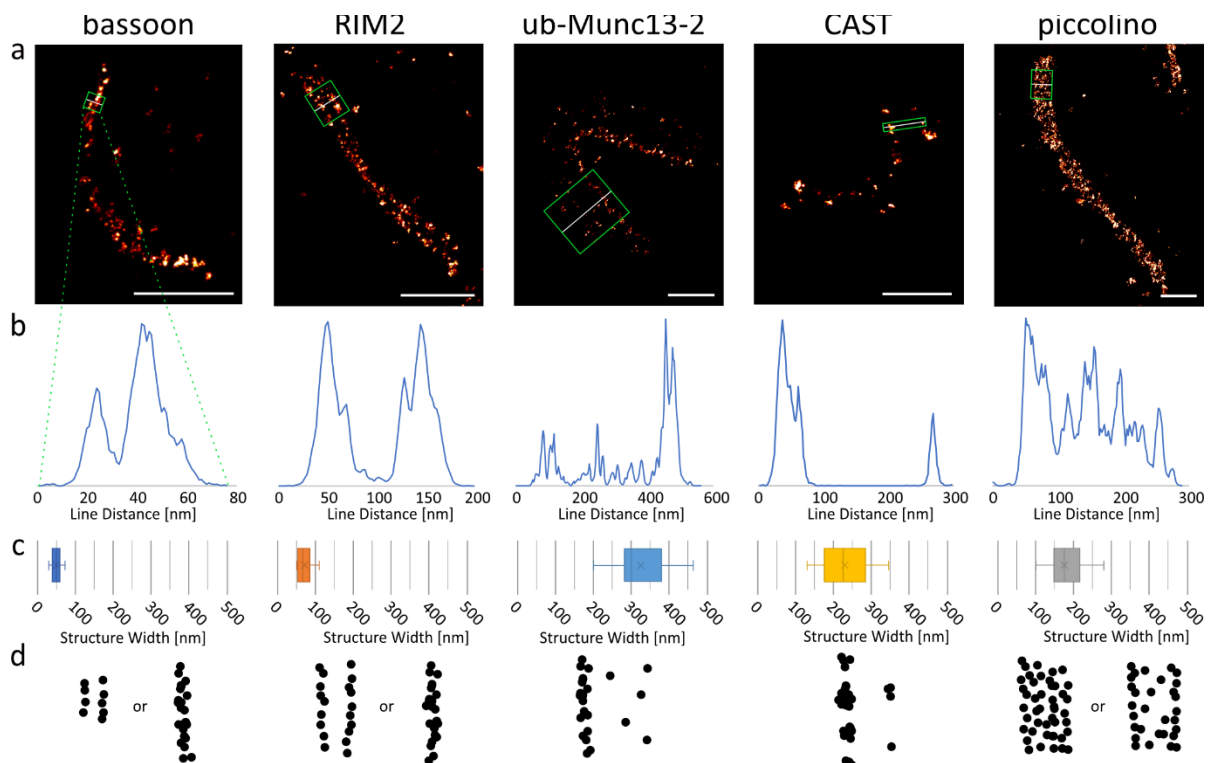 bassoon RIM2 ub-Munc13-2 CAST piccolino
a
b
0 20 40 60 80 0 50 100 150 200 0 200 400 600 0 100 200 300 0 100 200 300
Line Distance [nm] Line Distance [nm] Line Distance [nm] Line Distance [nm] Line Distance [nm]
c
0 100 200 300 400 500 0 100 200 300 400 500 0 100 200 300 400 500 0 100 200 300 400 500 0 100 200 300 400 500
Structure Width [nm] Structure Width [nm] Structure Width [nm] Structure Width [nm] Structure Width [nm]
d
or or or